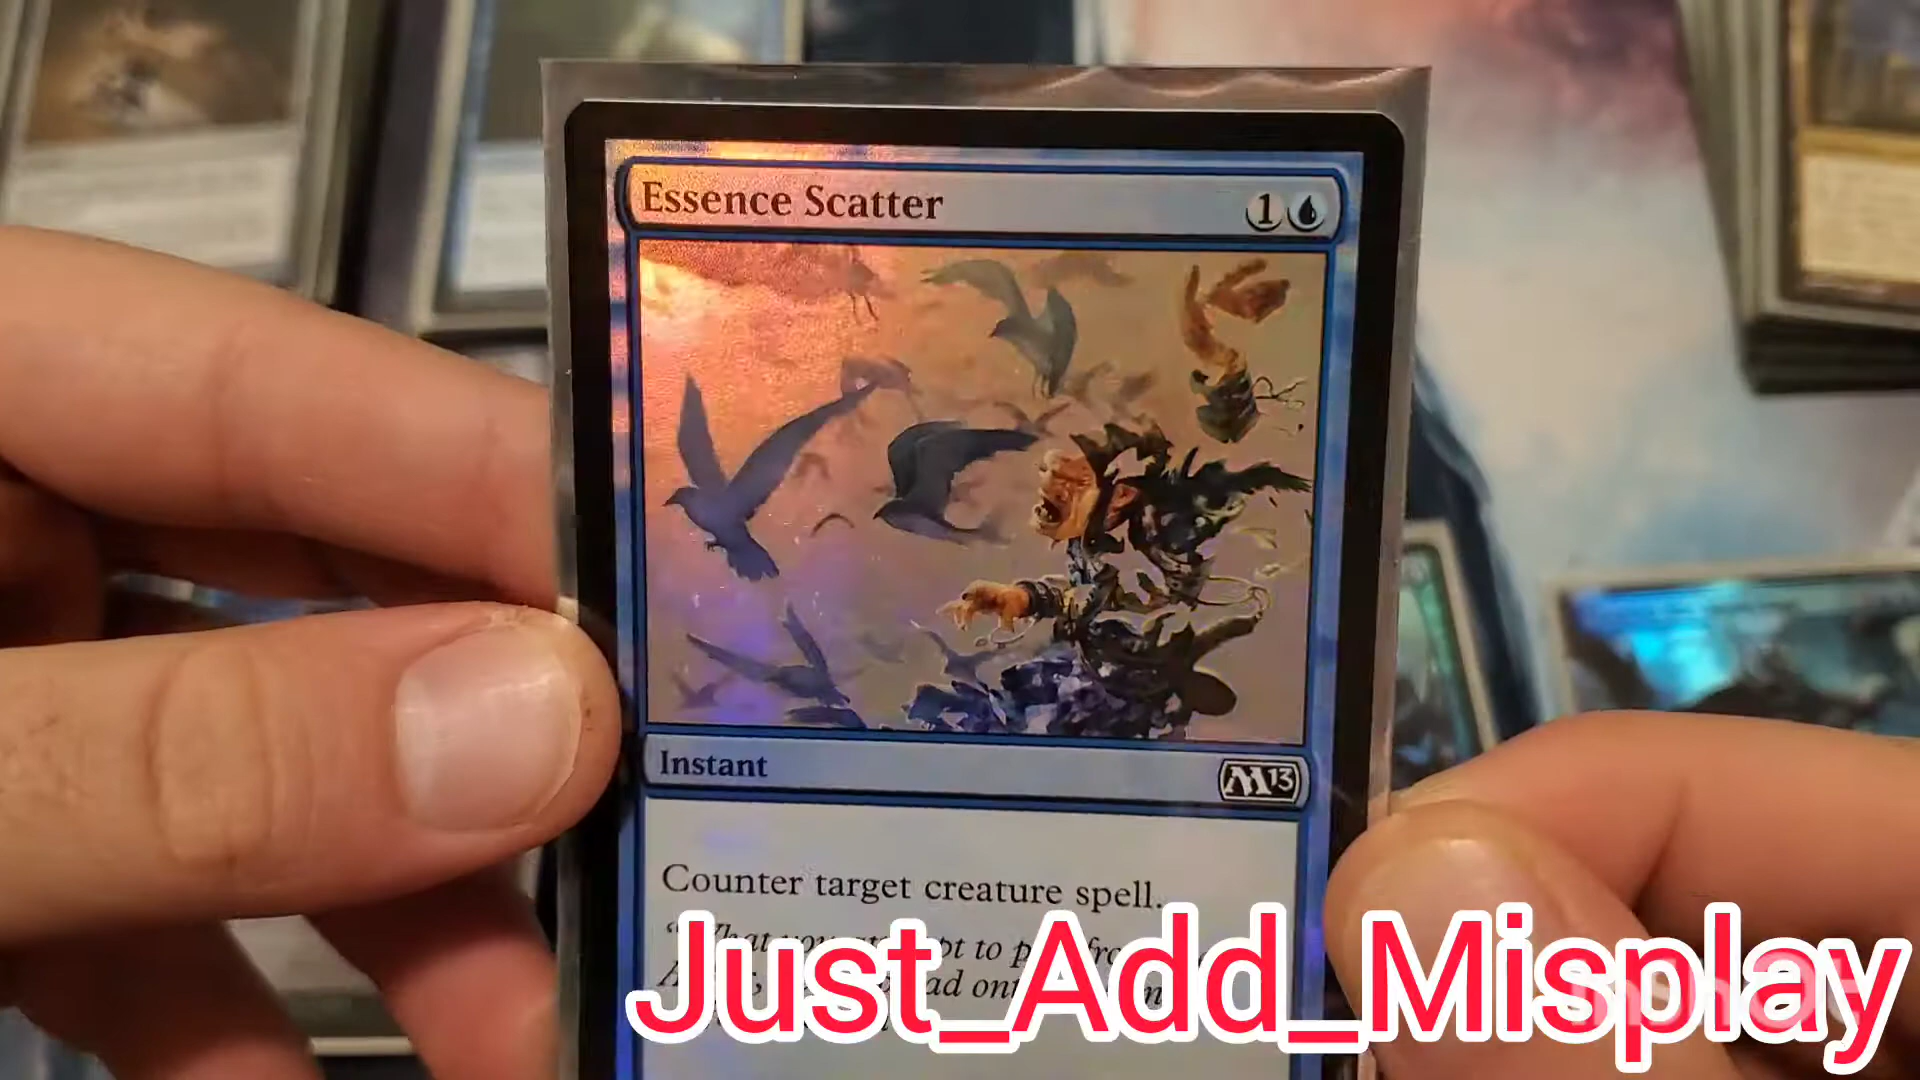 Essence Scatter 1
Instant M13
Counter target creature spell.
Just_Add_Misplay